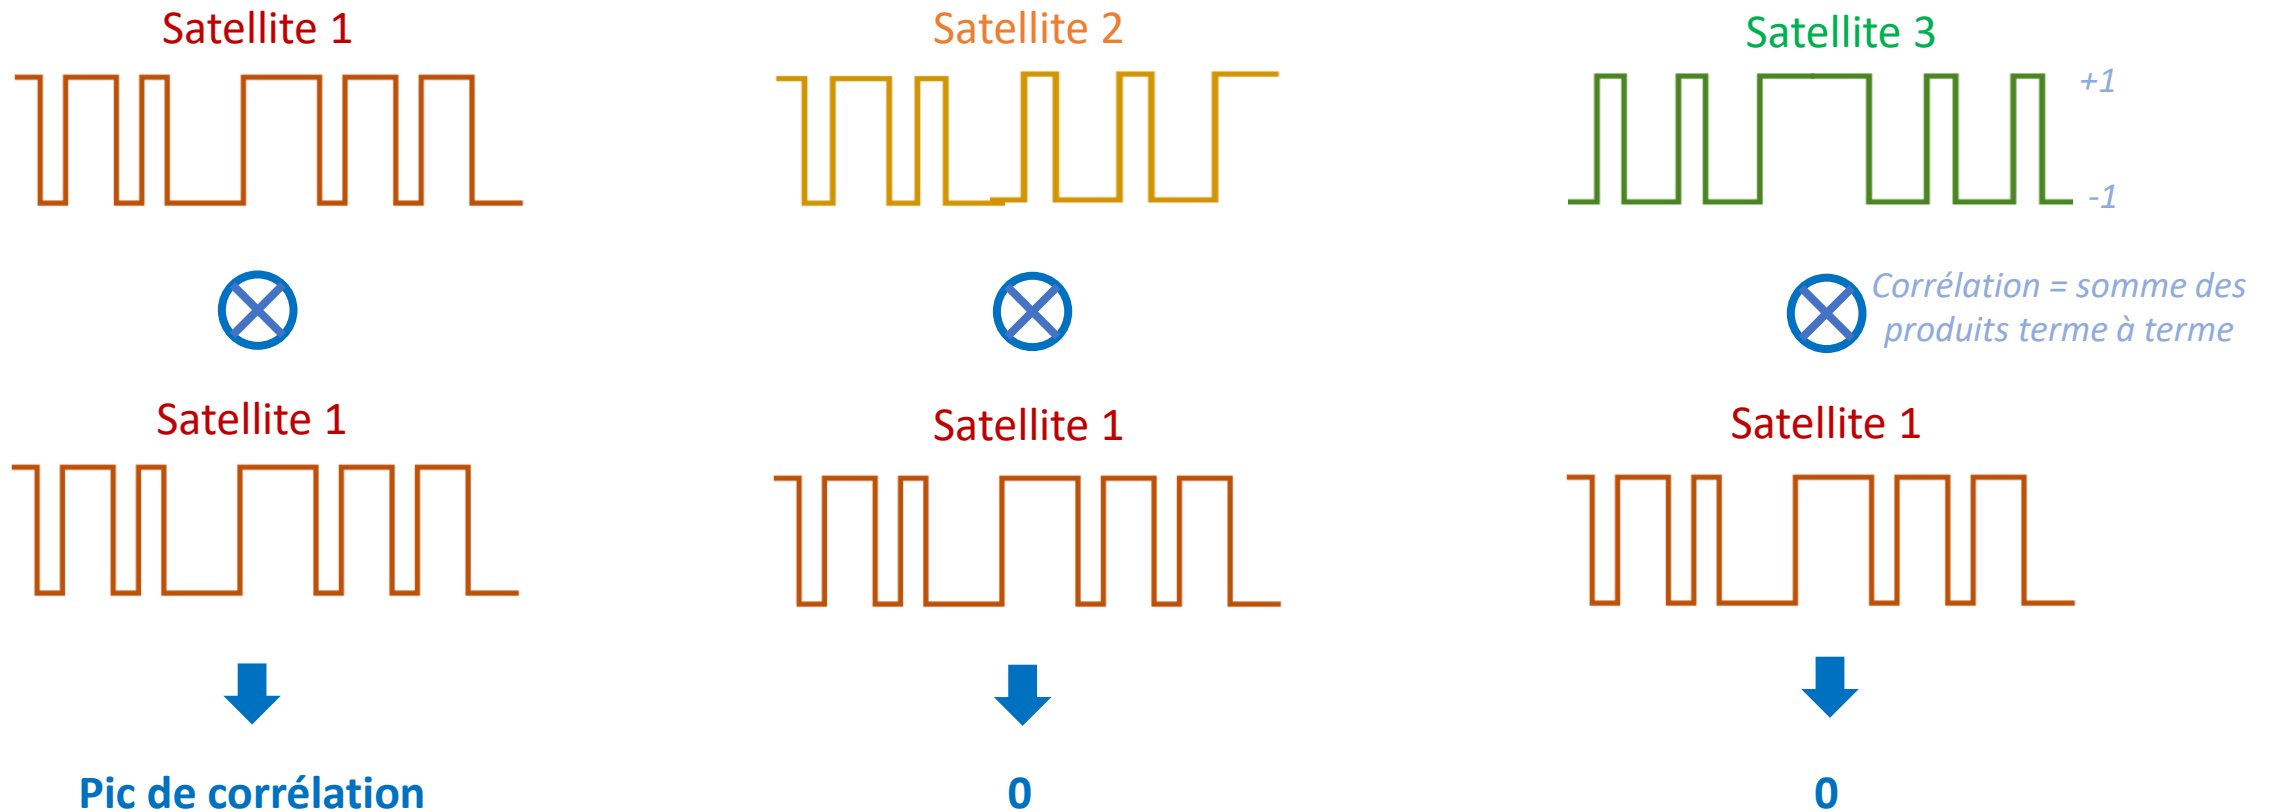 Satellite 1
Satellite 2
Satellite 3
+1
-1
Corrélation = somme des
produits terme à terme
Satellite 1
Satellite 1
Satellite 1
Pic de corrélation
0
0